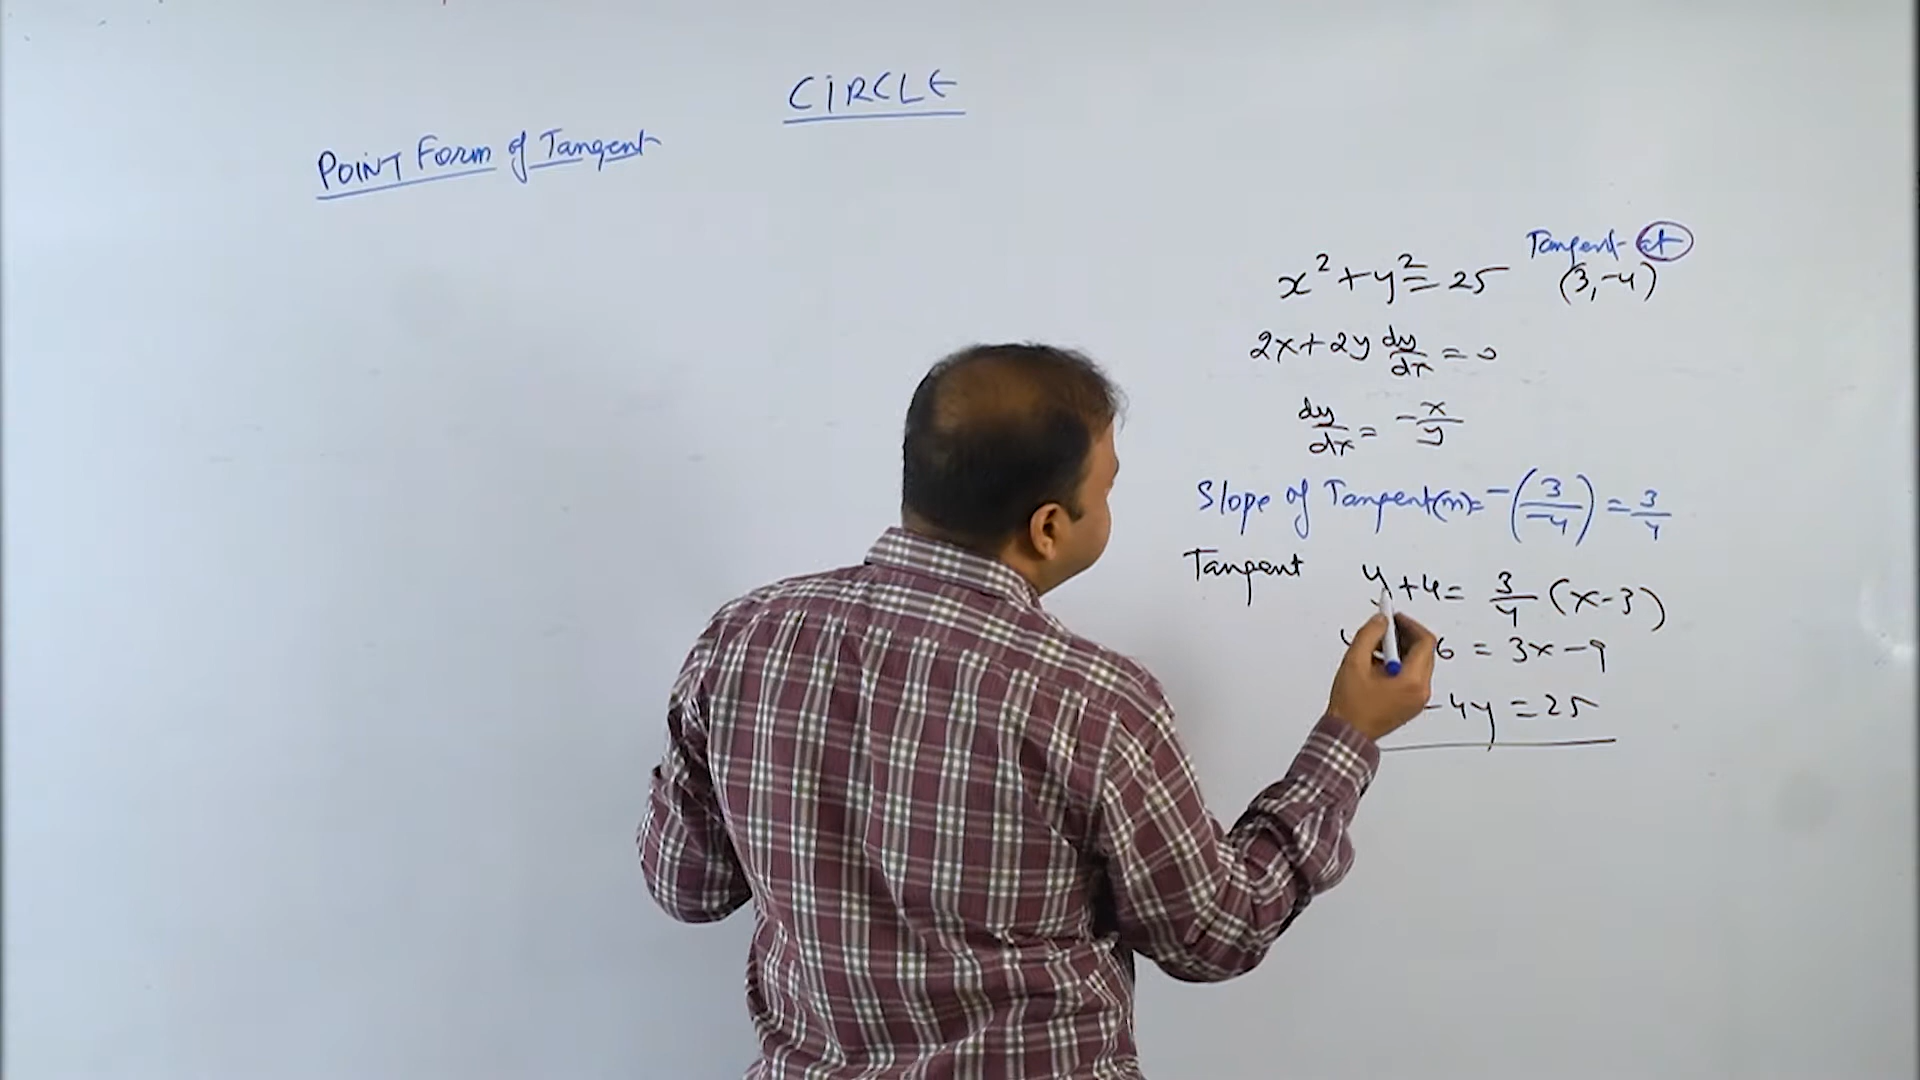 CIRCLE
POINT Form of Tangent
Tangent at
x² + y² = 25 (3, -4)
2x + 2y dy/dx = 0
dy/dx = -x/y
Slope of Tangent(m) = -(3/-4) = 3/4
Tangent y + 4 = 3/4 (x - 3)
6 = 3x - 9
- 4y = 25